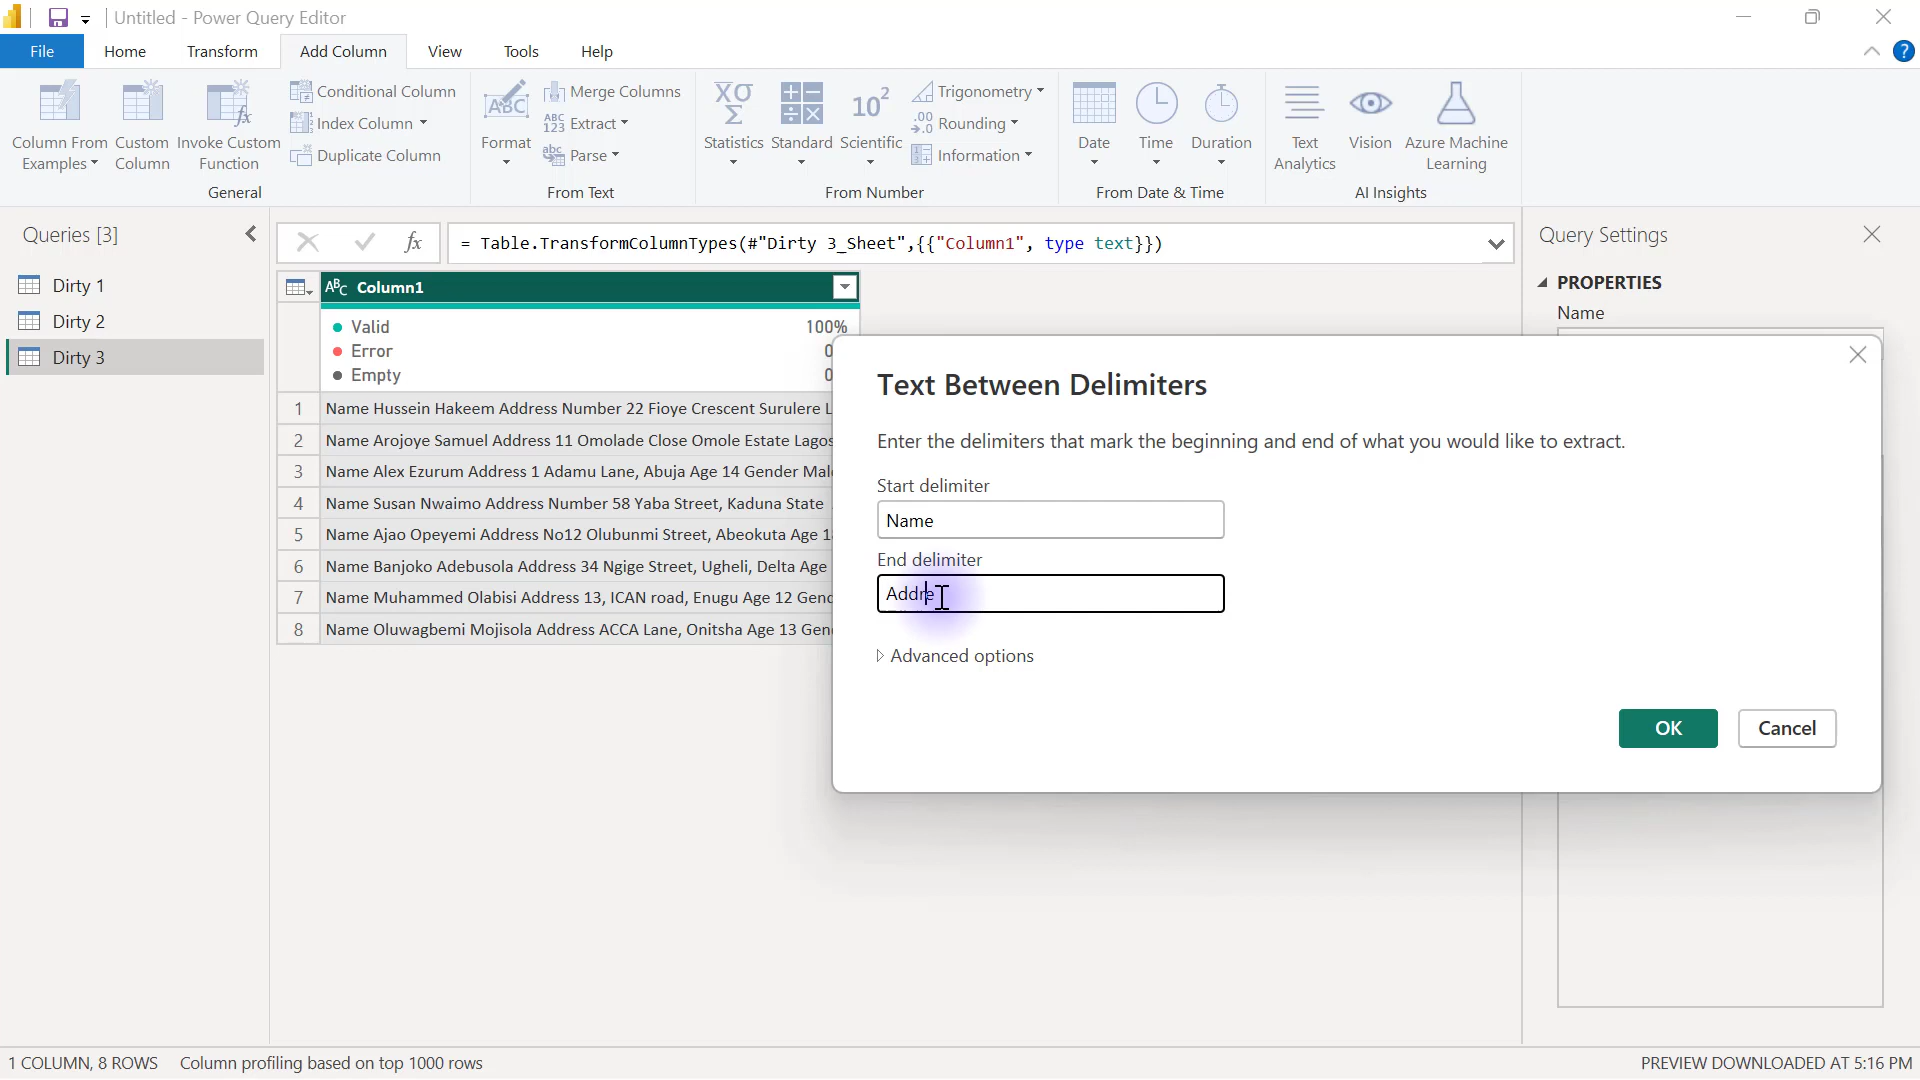 Untitled - Power Query Editor
File Home Transform Add Column View Tools Help
Column From Examples
Custom Column
Invoke Custom Function
Conditional Column
Index Column
Duplicate Column
General
Format
Merge Columns
Extract
Parse
From Text
Statistics
Standard
Scientific
Trigonometry
Rounding
Information
From Number
Date
Time
Duration
From Date & Time
Text Analytics
Vision
Azure Machine Learning
AI Insights
Queries [3]
Dirty 1
Dirty 2
Dirty 3
fx
= Table.TransformColumnTypes(#"Dirty 3_Sheet",{{"Column1", type text}})
ABC Column1
Valid 100%
Error 0
Empty 0
1 Name Hussein Hakeem Address Number 22 Fioye Crescent Surulere L
2 Name Arojoye Samuel Address 11 Omolade Close Omole Estate Lagos
3 Name Alex Ezurum Address 1 Adamu Lane, Abuja Age 14 Gender Mal
4 Name Susan Nwaimo Address Number 58 Yaba Street, Kaduna State
5 Name Ajao Opeyemi Address No12 Olubunmi Street, Abeokuta Age 1
6 Name Banjoko Adebusola Address 34 Ngige Street, Ugheli, Delta Age
7 Name Muhammed Olabisi Address 13, ICAN road, Enugu Age 12 Gend
8 Name Oluwagbemi Mojisola Address ACCA Lane, Onitsha Age 13 Gen
Query Settings
PROPERTIES
Name
Text Between Delimiters
Enter the delimiters that mark the beginning and end of what you would like to extract.
Start delimiter
Name
End delimiter
Addre
Advanced options
OK
Cancel
1 COLUMN, 8 ROWS Column profiling based on top 1000 rows
PREVIEW DOWNLOADED AT 5:16 PM